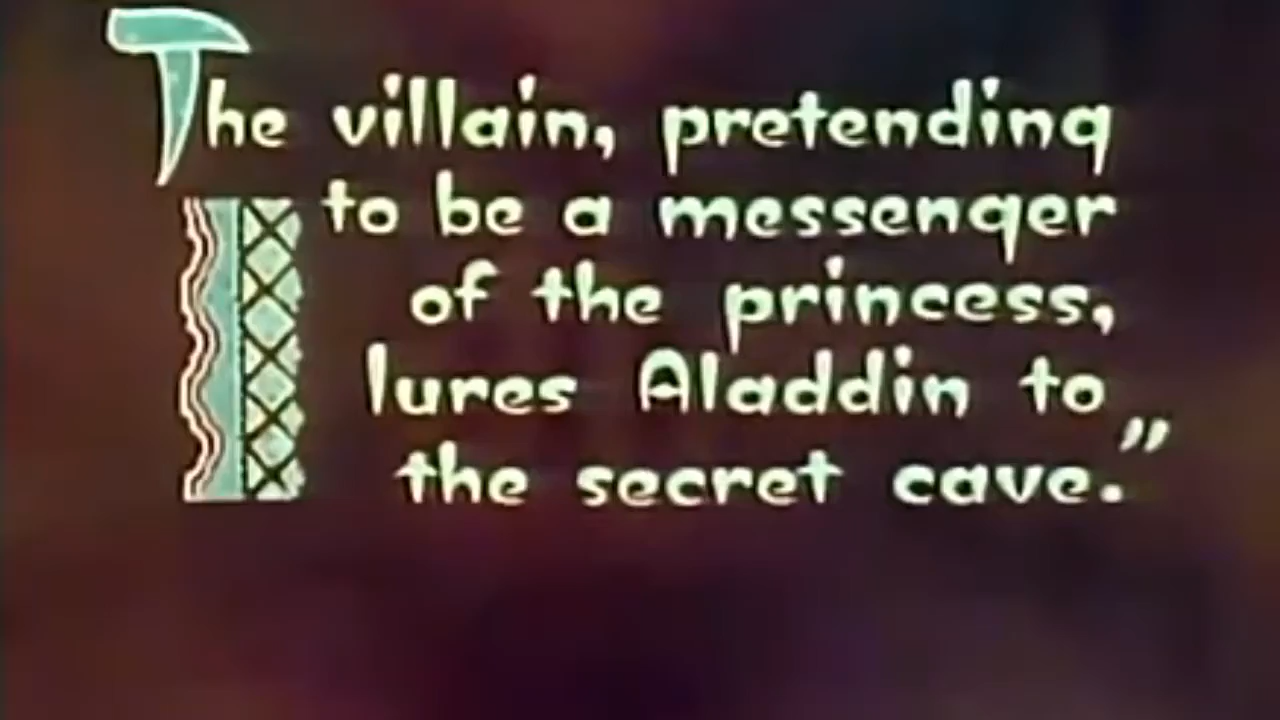 The villain, pretending
to be a messenger
of the princess,
lures Aladdin to
the secret cave.”